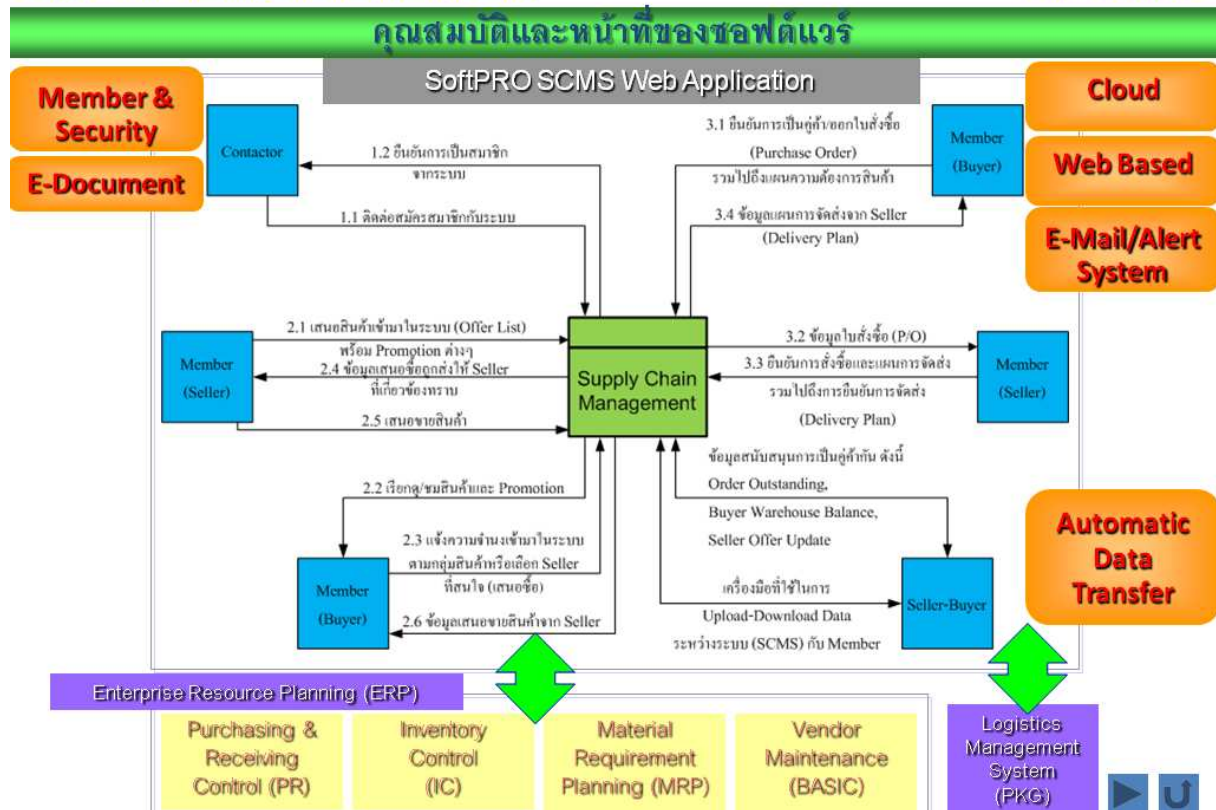 คุณสมบัติและหน้าที่ของซอฟต์แวร์
SoftPRO SCMS Web Application
Member &
Security
E-Document
Cloud
Web Based
E-Mail/Alert
System
Automatic
Data
Transfer
Contactor
1.2 ยืนยันการเป็นสมาชิก
จากระบบ
1.1 ติดต่อสมัครสมาชิกกับระบบ
3.1 ยืนยันการเป็นคู่ค้า/ออกใบสั่งซื้อ
(Purchase Order)
รวมไปถึงแผนความต้องการสินค้า
3.4 ข้อมูลแผนการจัดส่งจาก Seller
(Delivery Plan)
Member
(Buyer)
2.1 เสนอสินค้าเข้ามาในระบบ (Offer List)
พร้อม Promotion ต่างๆ
2.4 ข้อมูลเสนอซื้อถูกส่งให้ Seller
ที่เกี่ยวข้องทราบ
2.5 เสนอขายสินค้า
Member
(Seller)
Supply Chain
Management
3.2 ข้อมูลใบสั่งซื้อ (P/O)
3.3 ยืนยันการสั่งซื้อและแผนการจัดส่ง
รวมไปถึงการยืนยันการจัดส่ง
(Delivery Plan)
Member
(Seller)
2.2 เรียกดู/ชมสินค้าและ Promotion
2.3 แจ้งความจำนงเข้ามาในระบบ
ตามกลุ่มสินค้าหรือเลือก Seller
ที่สนใจ (เสนอซื้อ)
2.6 ข้อมูลเสนอขายสินค้าจาก Seller
Member
(Buyer)
ข้อมูลสนับสนุนการเป็นคู่ค้ากัน ดังนี้
Order Outstanding,
Buyer Warehouse Balance,
Seller Offer Update
เครื่องมือที่ใช้ในการ
Upload-Download Data
ระหว่างระบบ (SCMS) กับ Member
Seller-Buyer
Enterprise Resource Planning (ERP)
Purchasing &
Receiving
Control (PR)
Inventory
Control
(IC)
Material
Requirement
Planning (MRP)
Vendor
Maintenance
(BASIC)
Logistics
Management
System
(PKG)